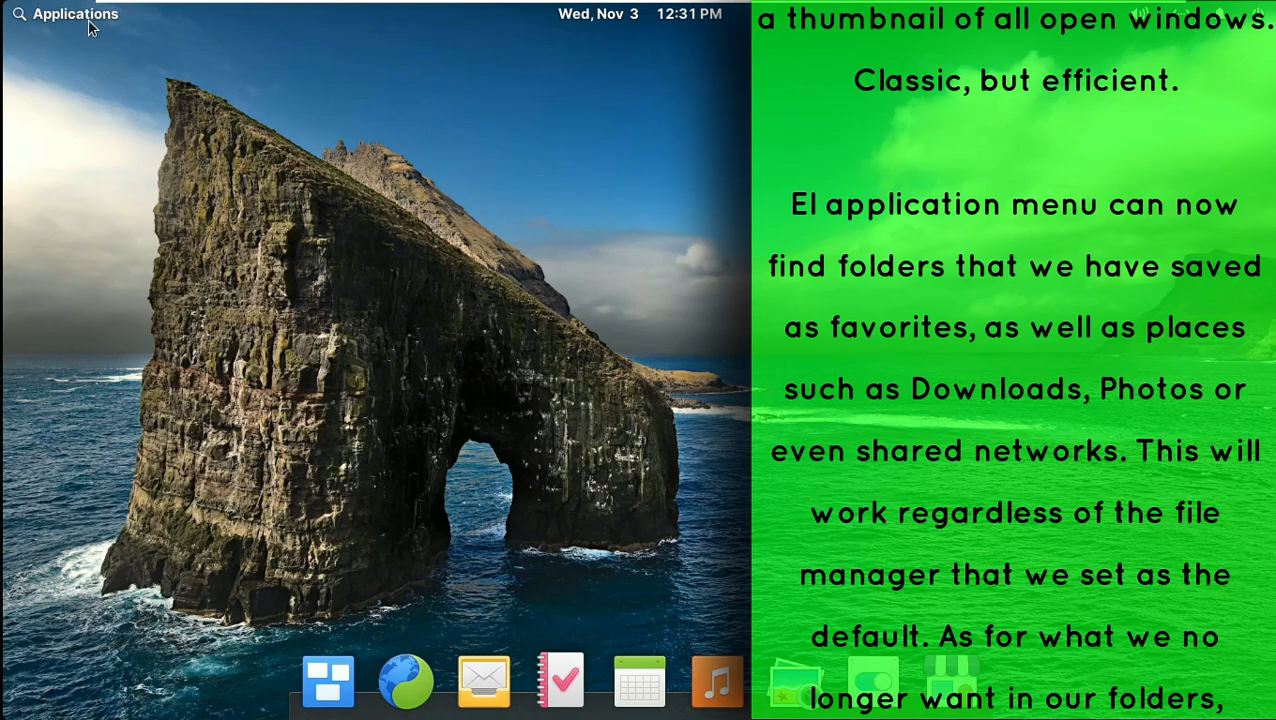 Applications
Wed, Nov 3 12:31 PM
a thumbnail of all open windows.
Classic, but efficient.
El application menu can now
find folders that we have saved
as favorites, as well as places
such as Downloads, Photos or
even shared networks. This will
work regardless of the file
manager that we set as the
default. As for what we no
longer want in our folders,